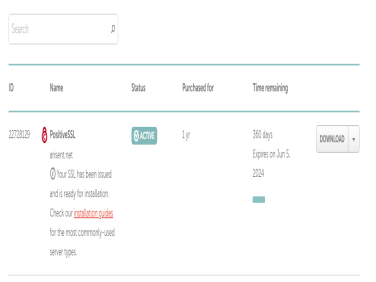 Search
ID Name Status Purchased for Time remaining
22728129 PositiveSSL ACTIVE 1 yr 360 days DOWNLOAD
ansent.net Expires on Jun 5,
Your SSL has been issued 2024
and is ready for installation.
Check our installation guides
for the most commonly-used
server types.